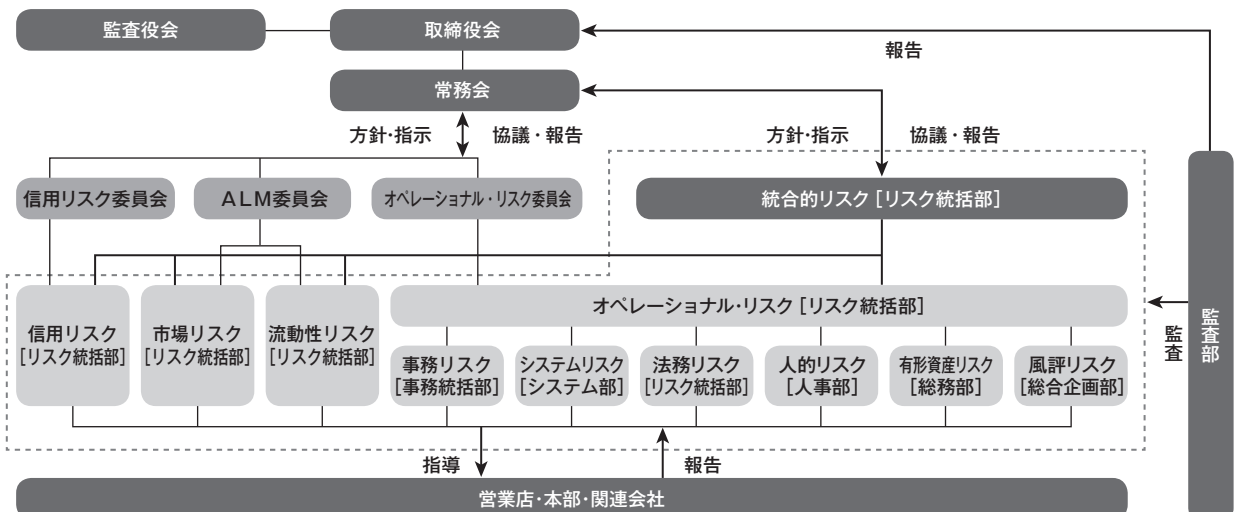 監査役会
取締役会
報告
常務会
方針・指示
協議・報告
方針・指示
協議・報告
信用リスク委員会
ALM委員会
オペレーショナル・リスク委員会
統合的リスク［リスク統括部］
信用リスク
［リスク統括部］
市場リスク
［リスク統括部］
流動性リスク
［リスク統括部］
オペレーショナル・リスク［リスク統括部］
事務リスク
［事務統括部］
システムリスク
［システム部］
法務リスク
［リスク統括部］
人的リスク
［人事部］
有形資産リスク
［総務部］
風評リスク
［総合企画部］
監査
監査部
指導
報告
営業店・本部・関連会社